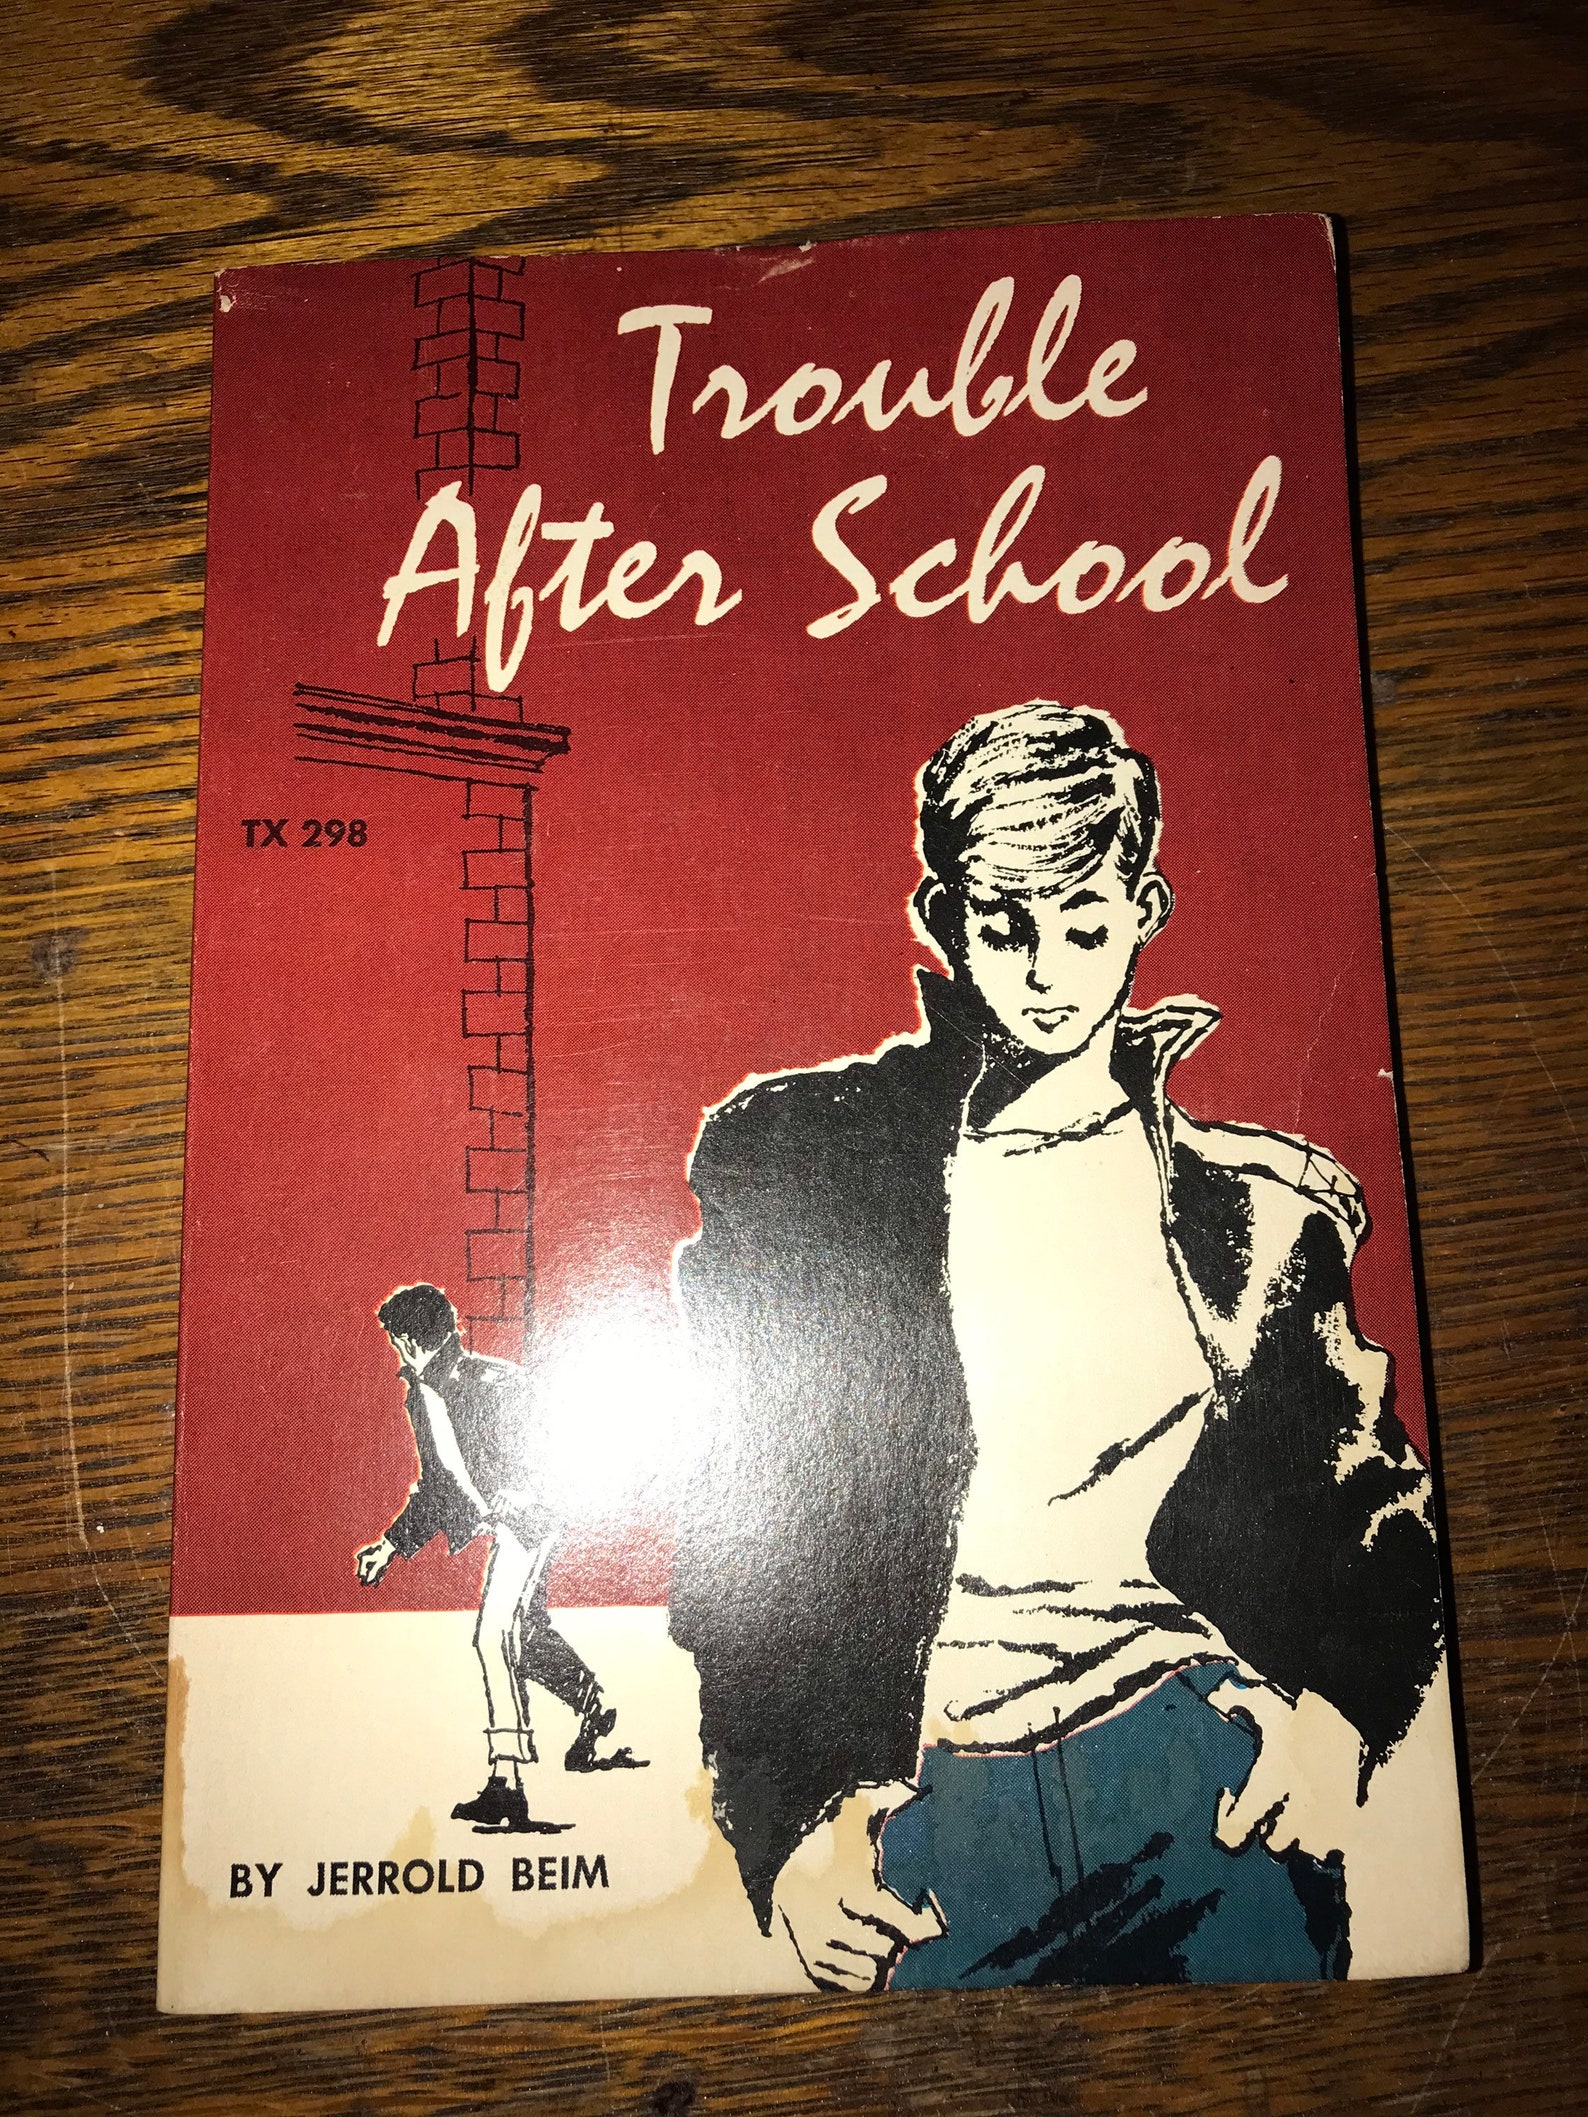 Trouble
After School
TX 298
BY JERROLD BEIM